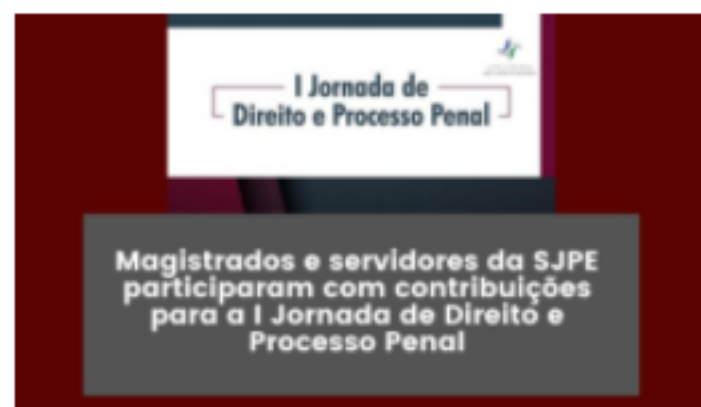 I Jornada de
Direito e Processo Penal
Magistrados e servidores da SJPE
participaram com contribuições
para a I Jornada de Direito e
Processo Penal